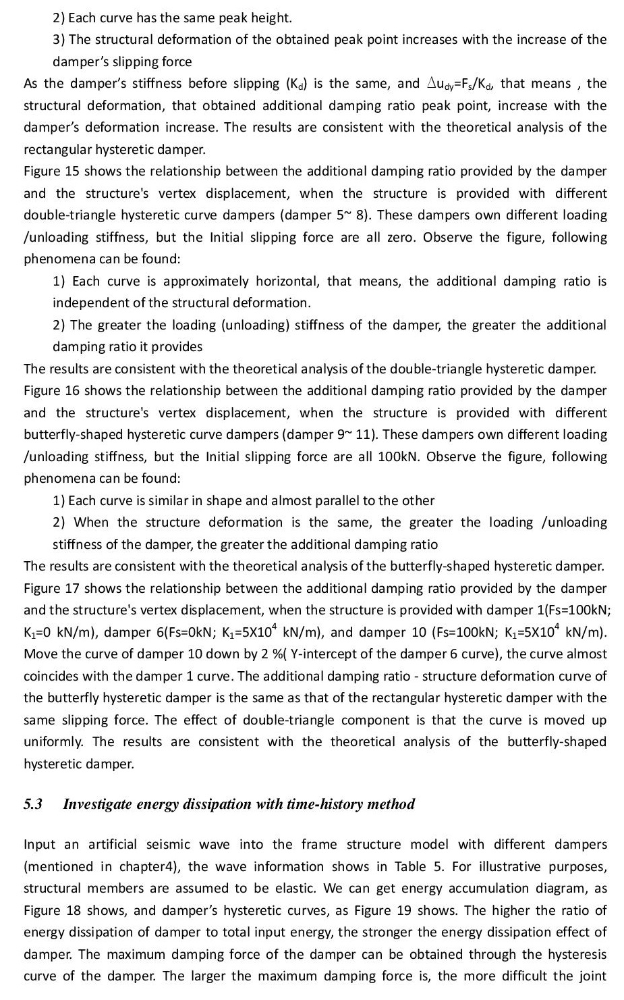 2) Each curve has the same peak height.
3) The structural deformation of the obtained peak point increases with the increase of the
damper's slipping force
As the damper's stiffness before slipping (Kd) is the same, and △udy=Fs/Kd, that means , the
structural deformation, that obtained additional damping ratio peak point, increase with the
damper's deformation increase. The results are consistent with the theoretical analysis of the
rectangular hysteretic damper.
Figure 15 shows the relationship between the additional damping ratio provided by the damper
and the structure's vertex displacement, when the structure is provided with different
double-triangle hysteretic curve dampers (damper 5~ 8). These dampers own different loading
/unloading stiffness, but the Initial slipping force are all zero. Observe the figure, following
phenomena can be found:
1) Each curve is approximately horizontal, that means, the additional damping ratio is
independent of the structural deformation.
2) The greater the loading (unloading) stiffness of the damper, the greater the additional
damping ratio it provides
The results are consistent with the theoretical analysis of the double-triangle hysteretic damper.
Figure 16 shows the relationship between the additional damping ratio provided by the damper
and the structure's vertex displacement, when the structure is provided with different
butterfly-shaped hysteretic curve dampers (damper 9~ 11). These dampers own different loading
/unloading stiffness, but the Initial slipping force are all 100kN. Observe the figure, following
phenomena can be found:
1) Each curve is similar in shape and almost parallel to the other
2) When the structure deformation is the same, the greater the loading /unloading
stiffness of the damper, the greater the additional damping ratio
The results are consistent with the theoretical analysis of the butterfly-shaped hysteretic damper.
Figure 17 shows the relationship between the additional damping ratio provided by the damper
and the structure's vertex displacement, when the structure is provided with damper 1(Fs=100kN;
K₁=0 kN/m), damper 6(Fs=0kN; K₁=5X10⁴ kN/m), and damper 10 (Fs=100kN; K₁=5X10⁴ kN/m).
Move the curve of damper 10 down by 2 %( Y-intercept of the damper 6 curve), the curve almost
coincides with the damper 1 curve. The additional damping ratio - structure deformation curve of
the butterfly hysteretic damper is the same as that of the rectangular hysteretic damper with the
same slipping force. The effect of double-triangle component is that the curve is moved up
uniformly. The results are consistent with the theoretical analysis of the butterfly-shaped
hysteretic damper.
5.3 Investigate energy dissipation with time-history method
Input an artificial seismic wave into the frame structure model with different dampers
(mentioned in chapter4), the wave information shows in Table 5. For illustrative purposes,
structural members are assumed to be elastic. We can get energy accumulation diagram, as
Figure 18 shows, and damper's hysteretic curves, as Figure 19 shows. The higher the ratio of
energy dissipation of damper to total input energy, the stronger the energy dissipation effect of
damper. The maximum damping force of the damper can be obtained through the hysteresis
curve of the damper. The larger the maximum damping force is, the more difficult the joint